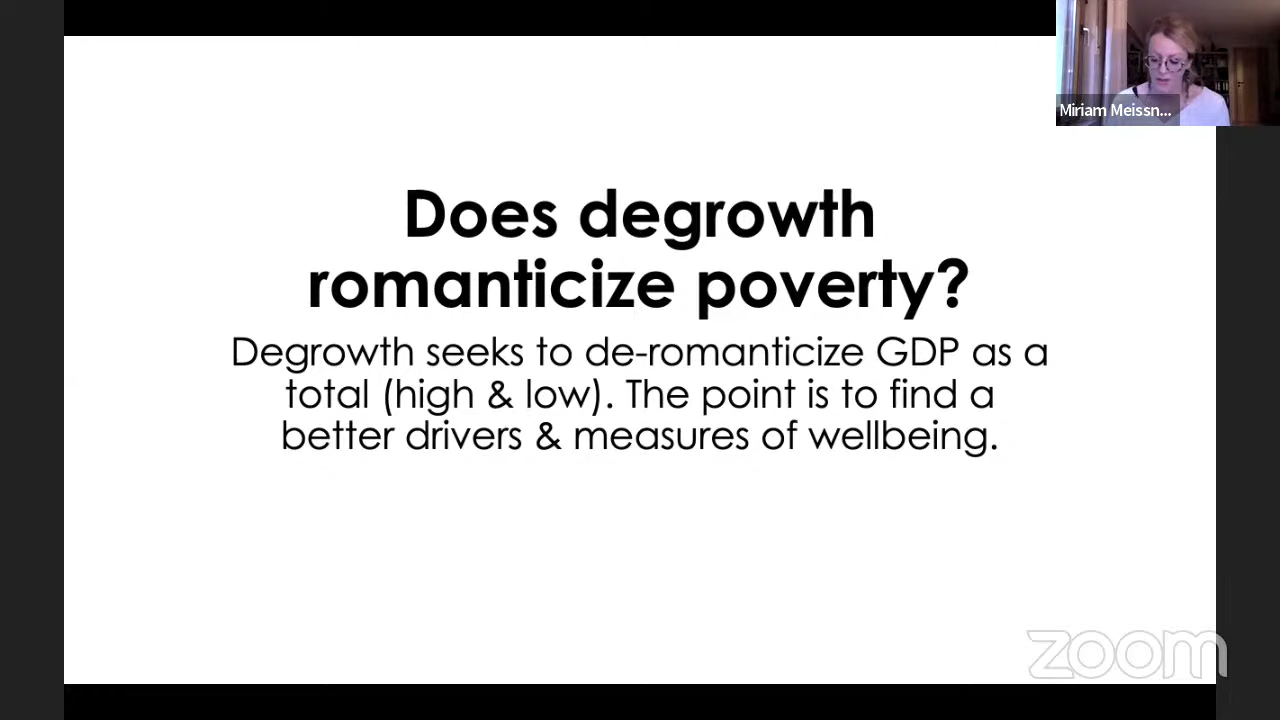 Miriam Meissn...
Does degrowth
romanticize poverty?
Degrowth seeks to de-romanticize GDP as a
total (high & low). The point is to find a
better drivers & measures of wellbeing.
zoom